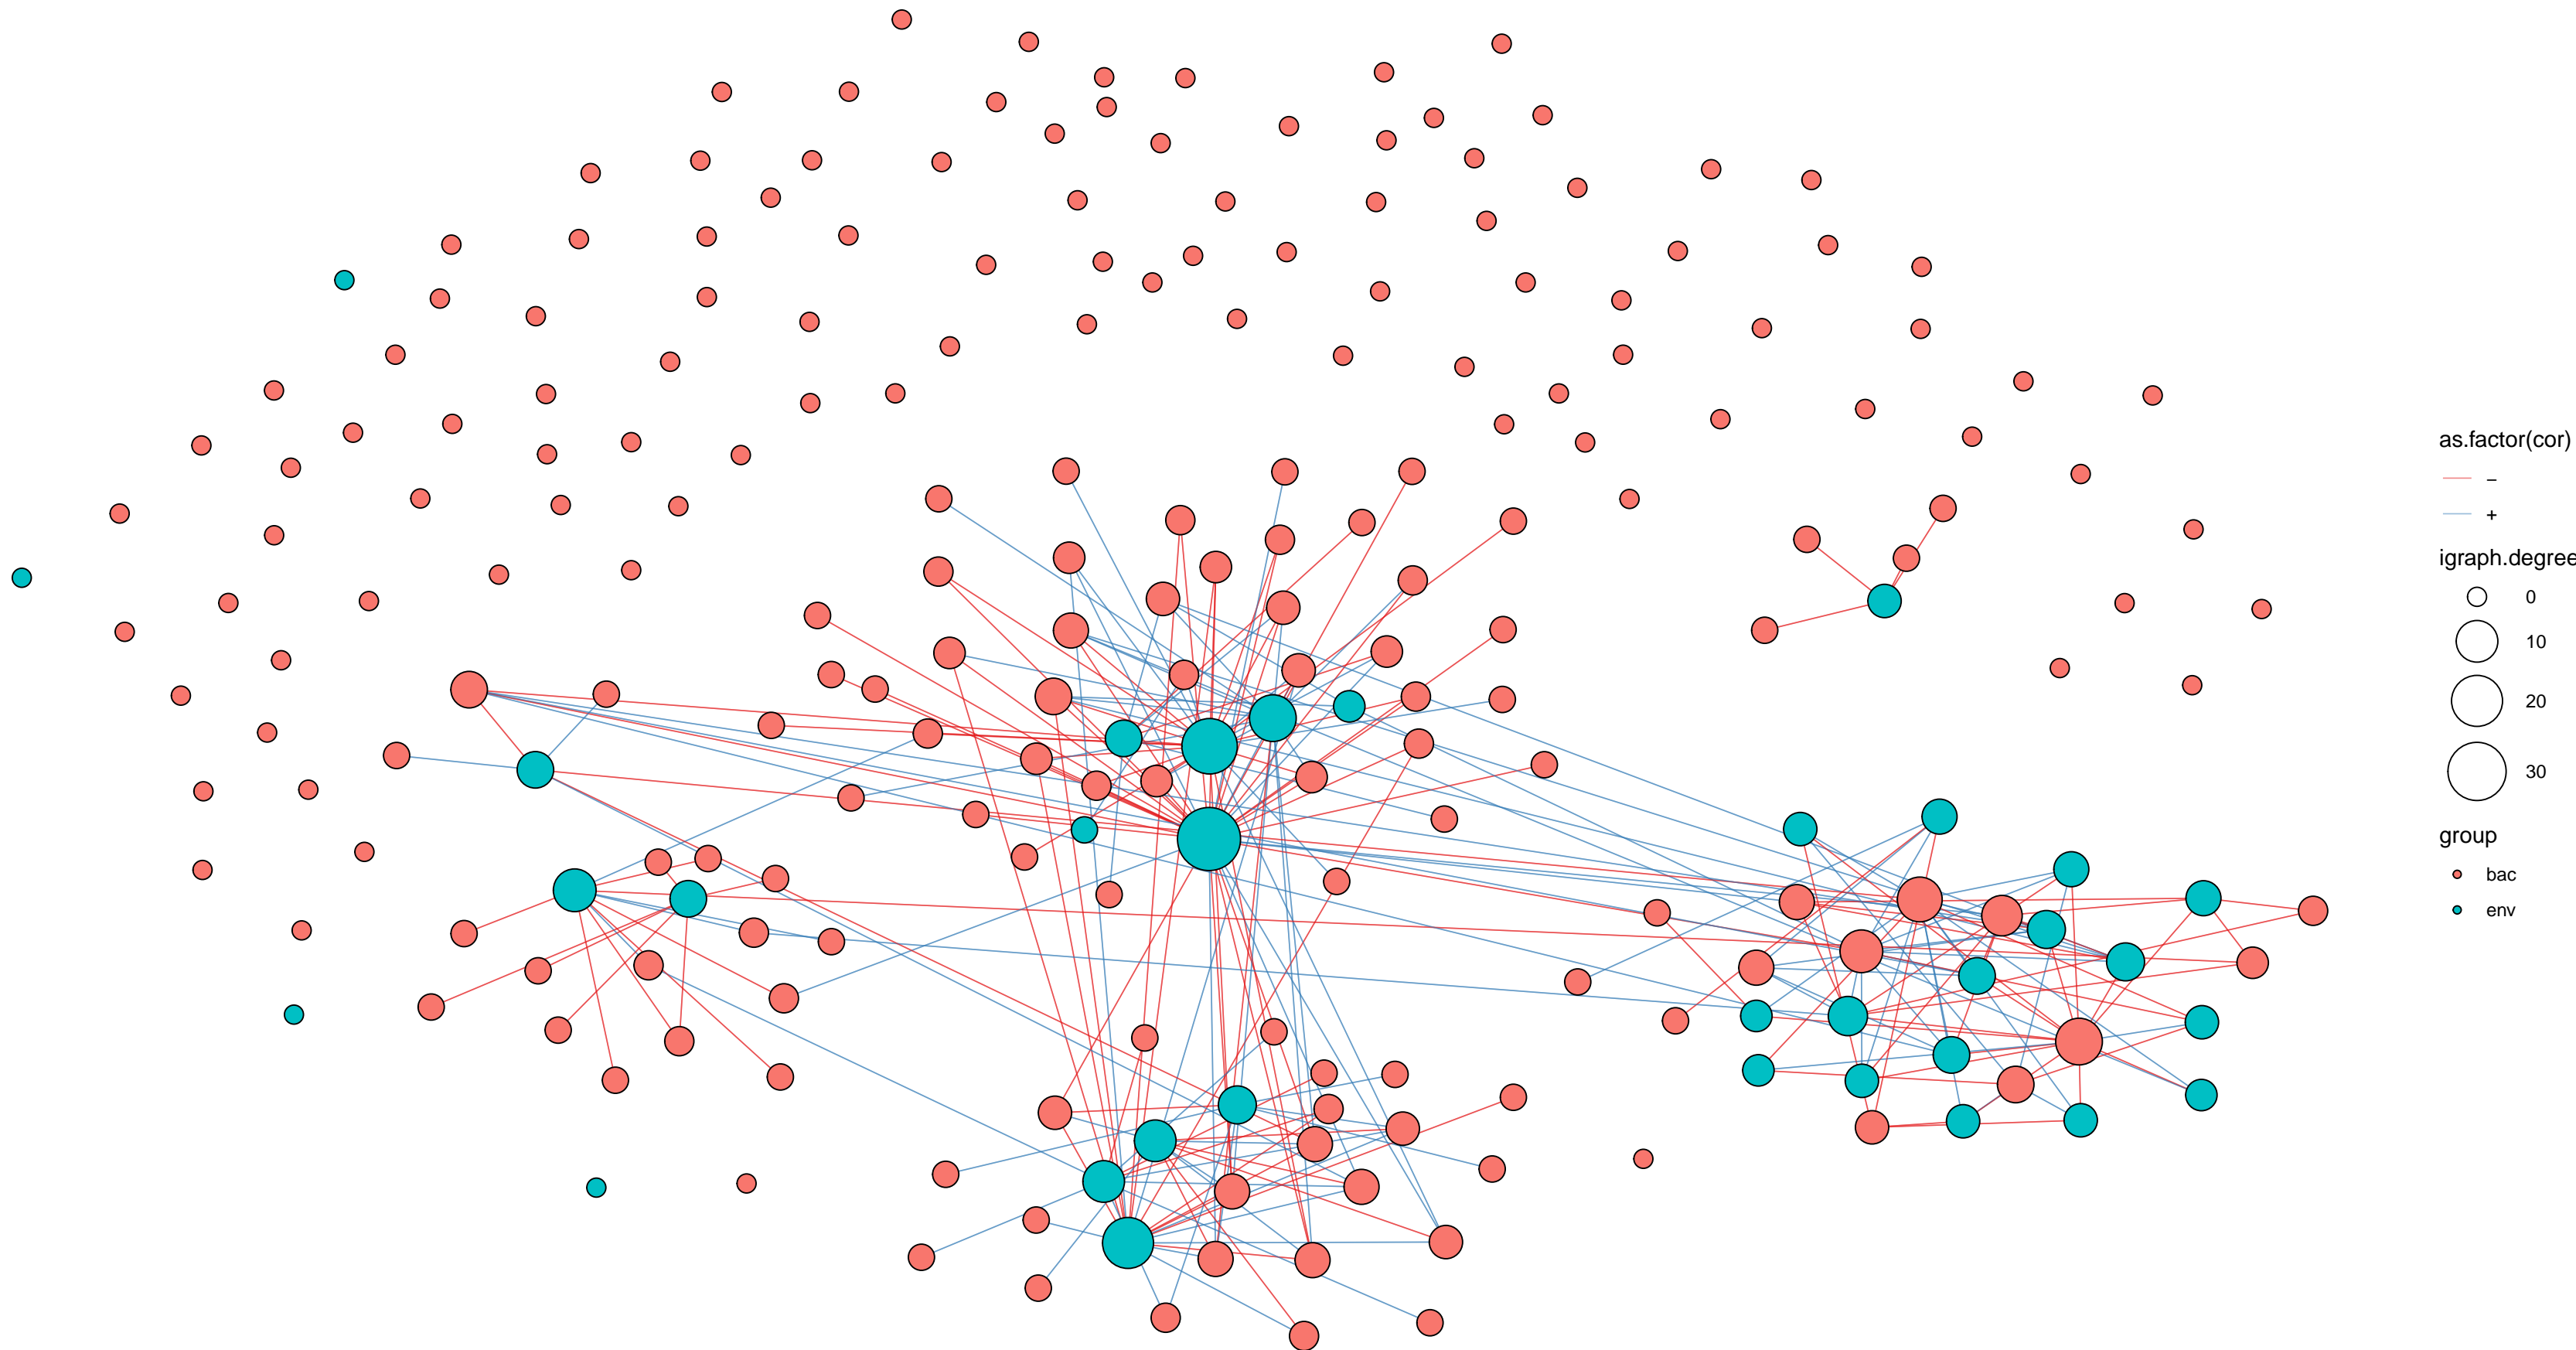 as.factor(cor)
−
+
igraph.degree
0
10
20
30
group
bac
env